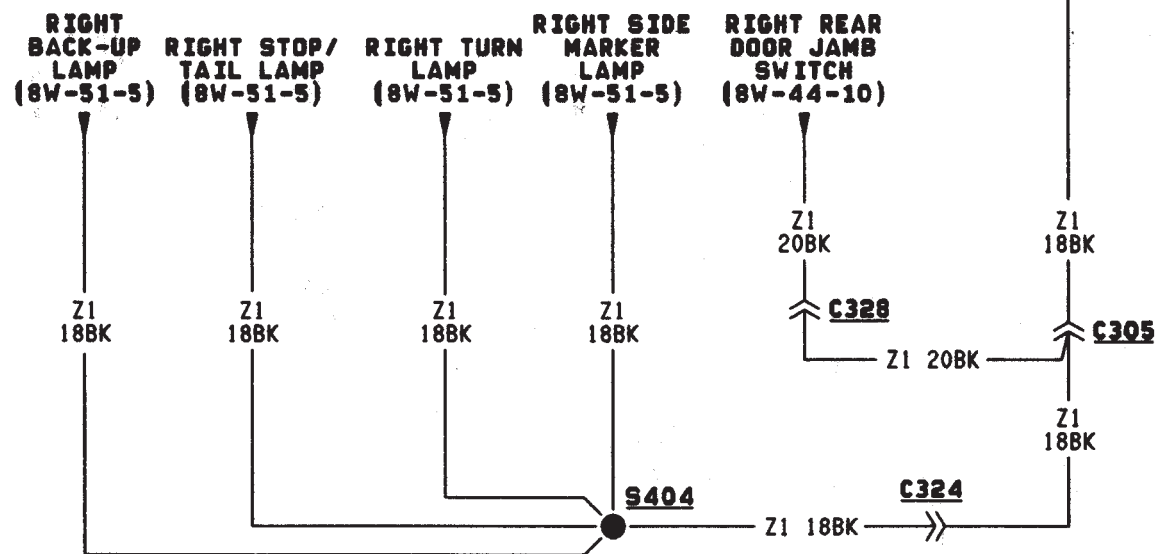 RIGHT
BACK-UP
LAMP
(8W-51-5)
RIGHT STOP/
TAIL LAMP
(8W-51-5)
RIGHT TURN
LAMP
(8W-51-5)
RIGHT SIDE
MARKER
LAMP
(8W-51-5)
RIGHT REAR
DOOR JAMB
SWITCH
(8W-44-10)
Z1
20BK
Z1
18BK
Z1
18BK
Z1
18BK
Z1
18BK
Z1
18BK
C328
C305
Z1 20BK
Z1
18BK
S404
C324
Z1 18BK